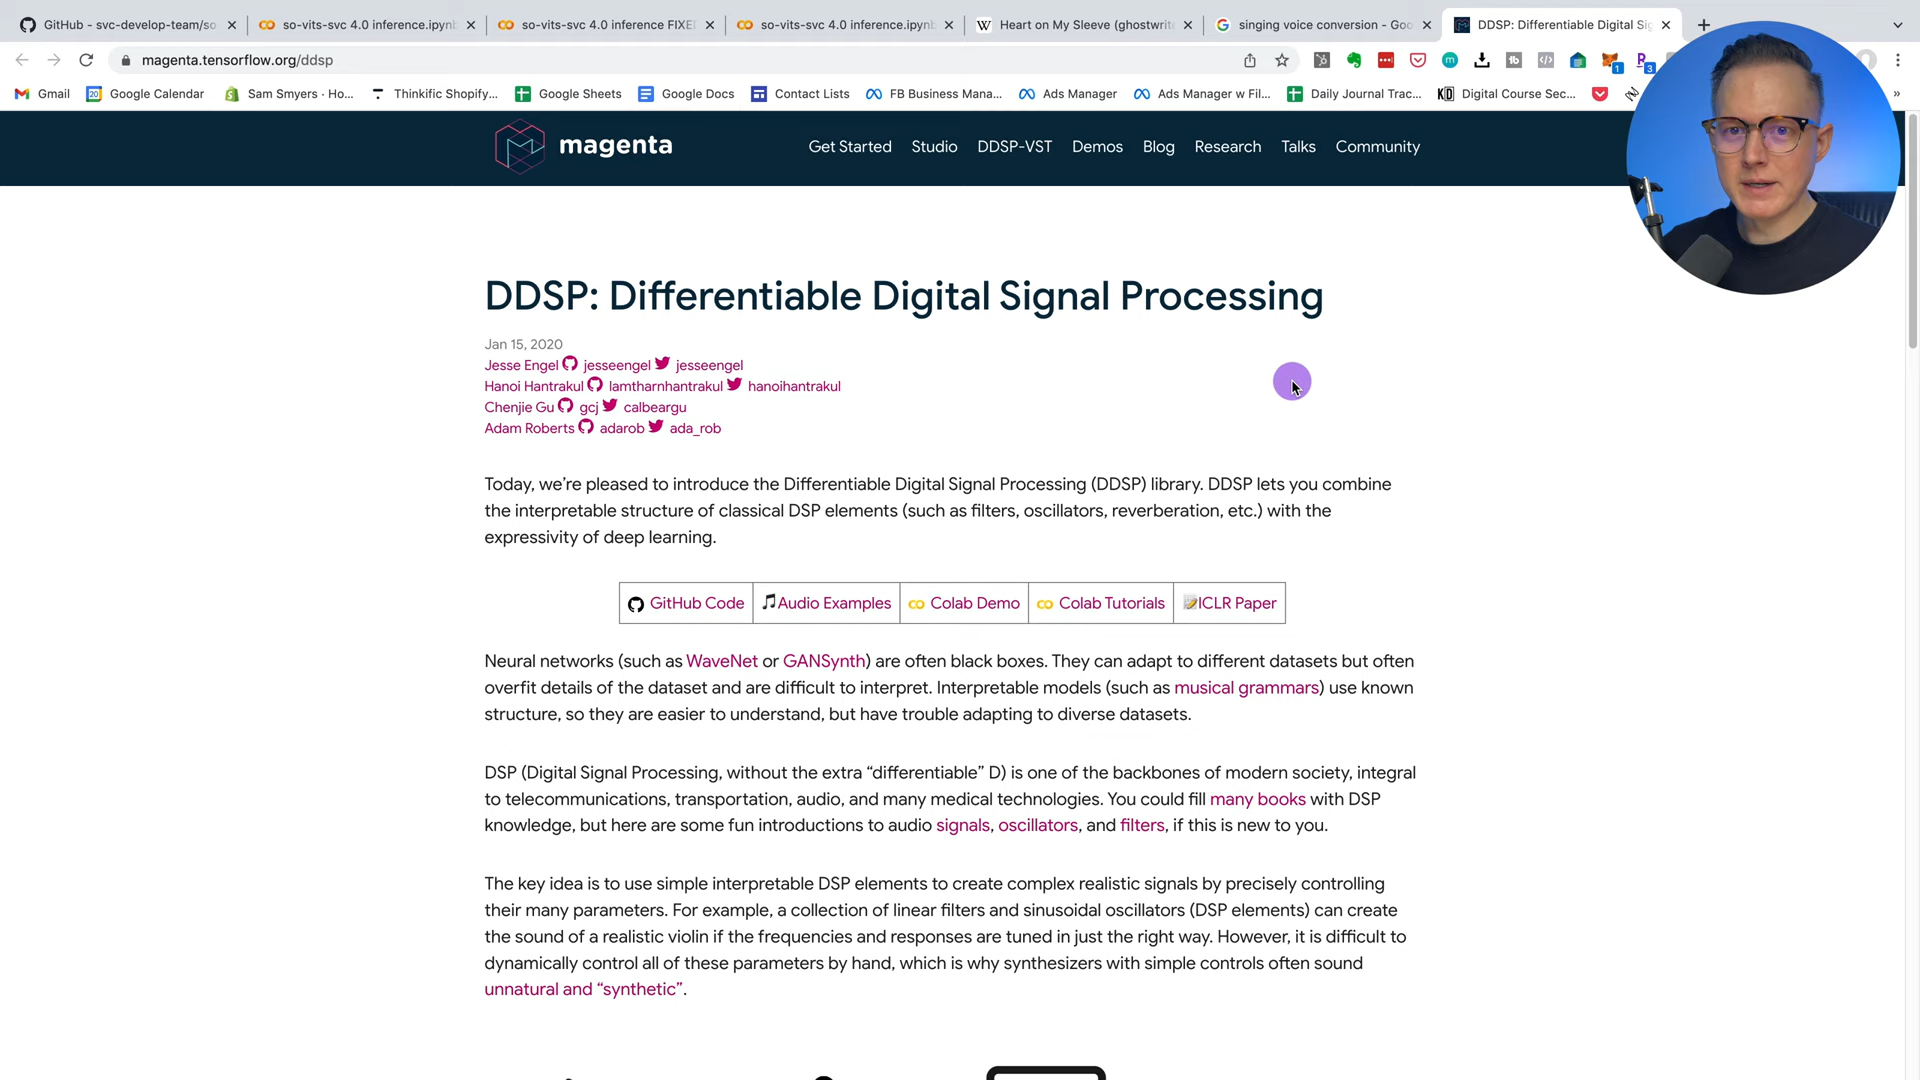 GitHub - svc-develop-team/so
so-vits-svc 4.0 inference.ipynb
so-vits-svc 4.0 inference FIXE
so-vits-svc 4.0 inference.ipynb
Heart on My Sleeve (ghostwrite
singing voice conversion - Goo
DDSP: Differentiable Digital Si
magenta.tensorflow.org/ddsp
1
3
Gmail
Google Calendar
Sam Smyers · Ho...
Thinkific Shopify...
Google Sheets
Google Docs
Contact Lists
FB Business Mana...
Ads Manager
Ads Manager w Fil...
Daily Journal Trac...
Digital Course Sec...
magenta
Get Started
Studio
DDSP-VST
Demos
Blog
Research
Talks
Community
DDSP: Differentiable Digital Signal Processing
Jan 15, 2020
Jesse Engel jesseengel jesseengel
Hanoi Hantrakul lamtharnhantrakul hanoihantrakul
Chenjie Gu gcj calbeargu
Adam Roberts adarob ada_rob
Today, we’re pleased to introduce the Differentiable Digital Signal Processing (DDSP) library. DDSP lets you combine
the interpretable structure of classical DSP elements (such as filters, oscillators, reverberation, etc.) with the
expressivity of deep learning.
GitHub Code
Audio Examples
Colab Demo
Colab Tutorials
ICLR Paper
Neural networks (such as WaveNet or GANSynth) are often black boxes. They can adapt to different datasets but often
overfit details of the dataset and are difficult to interpret. Interpretable models (such as musical grammars) use known
structure, so they are easier to understand, but have trouble adapting to diverse datasets.
DSP (Digital Signal Processing, without the extra “differentiable” D) is one of the backbones of modern society, integral
to telecommunications, transportation, audio, and many medical technologies. You could fill many books with DSP
knowledge, but here are some fun introductions to audio signals, oscillators, and filters, if this is new to you.
The key idea is to use simple interpretable DSP elements to create complex realistic signals by precisely controlling
their many parameters. For example, a collection of linear filters and sinusoidal oscillators (DSP elements) can create
the sound of a realistic violin if the frequencies and responses are tuned in just the right way. However, it is difficult to
dynamically control all of these parameters by hand, which is why synthesizers with simple controls often sound
unnatural and “synthetic”.